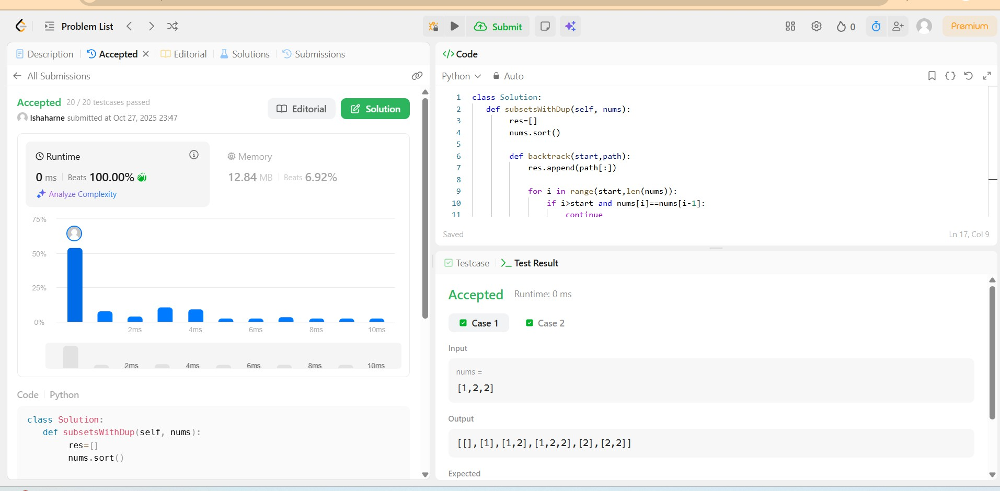 Problem List
Submit
0
Premium
Description
Accepted
Editorial
Solutions
Submissions
All Submissions
Accepted 20 / 20 testcases passed
Ishaharne submitted at Oct 27, 2025 23:47
Editorial
Solution
Runtime
0 ms Beats 100.00%
Analyze Complexity
Memory
12.84 MB Beats 6.92%
75%
50%
25%
0%
2ms 4ms 6ms 8ms 10ms
2ms 4ms 6ms 8ms 10ms
Code Python
class Solution:
def subsetsWithDup(self, nums):
res=[]
nums.sort()
</>Code
Python Auto
1 class Solution:
2 def subsetsWithDup(self, nums):
3 res=[]
4 nums.sort()
5
6 def backtrack(start,path):
7 res.append(path[:])
8
9 for i in range(start,len(nums)):
10 if i>start and nums[i]==nums[i-1]:
11 continue
Saved Ln 17, Col 9
Testcase
Test Result
Accepted Runtime: 0 ms
Case 1 Case 2
Input
nums =
[1,2,2]
Output
[[],[1],[1,2],[1,2,2],[2],[2,2]]
Expected